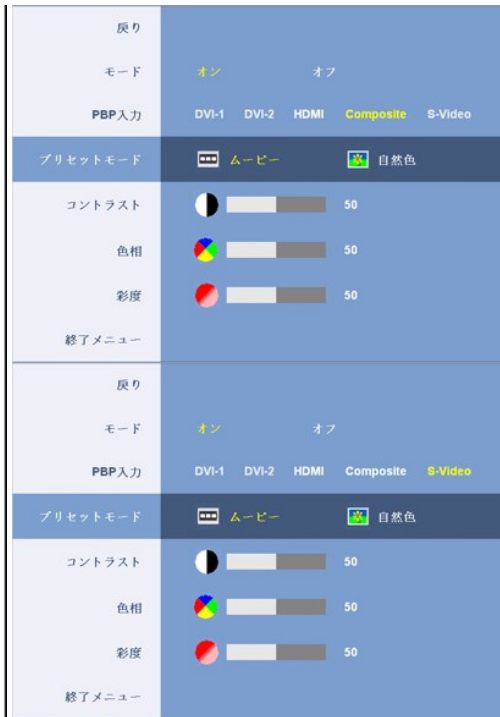 戻り
モード オン オフ
PBP入力 DVI-1 DVI-2 HDMI Composite S-Video
プリセットモード ムービー 自然色
コントラスト 50
色相 50
彩度 50
終了メニュー
戻り
モード オン オフ
PBP入力 DVI-1 DVI-2 HDMI Composite S-Video
プリセットモード ムービー 自然色
コントラスト 50
色相 50
彩度 50
終了メニュー